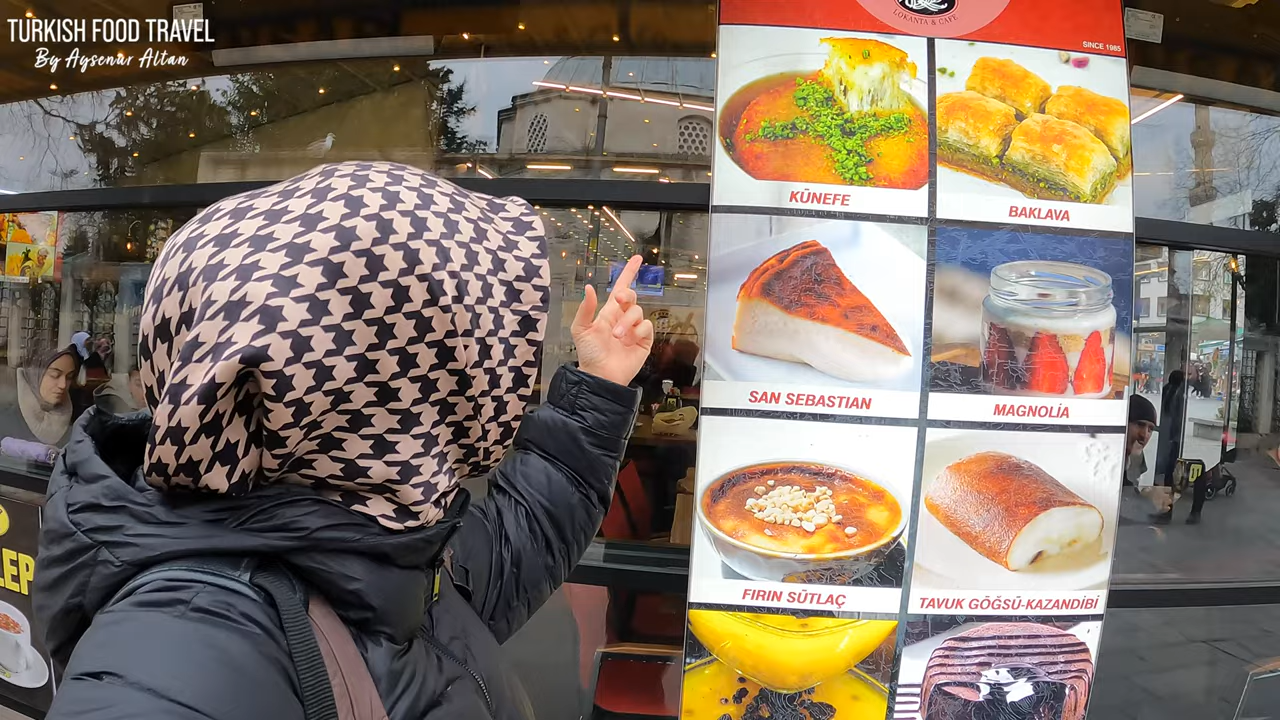 TURKISH FOOD TRAVEL
By Aysenur Altan
LOKANTA & CAFE
SINCE 1985
KÜNEFE
BAKLAVA
SAN SEBASTIAN
MAGNOLİA
FIRIN SÜTLAÇ
TAVUK GÖĞSÜ-KAZANDİBİ
LEP